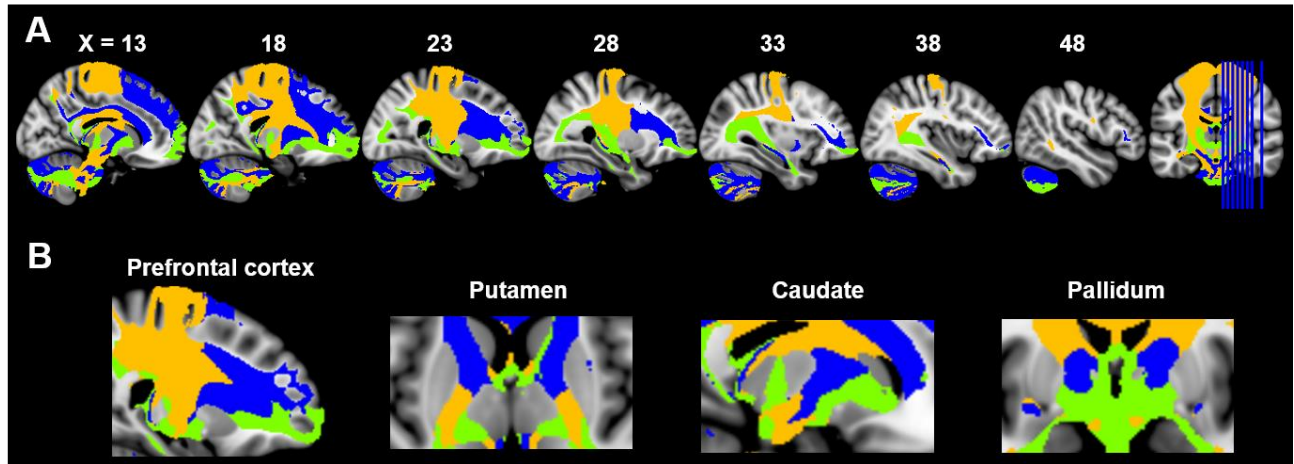 A
X = 13 18 23 28 33 38 48
B
Prefrontal cortex Putamen Caudate Pallidum